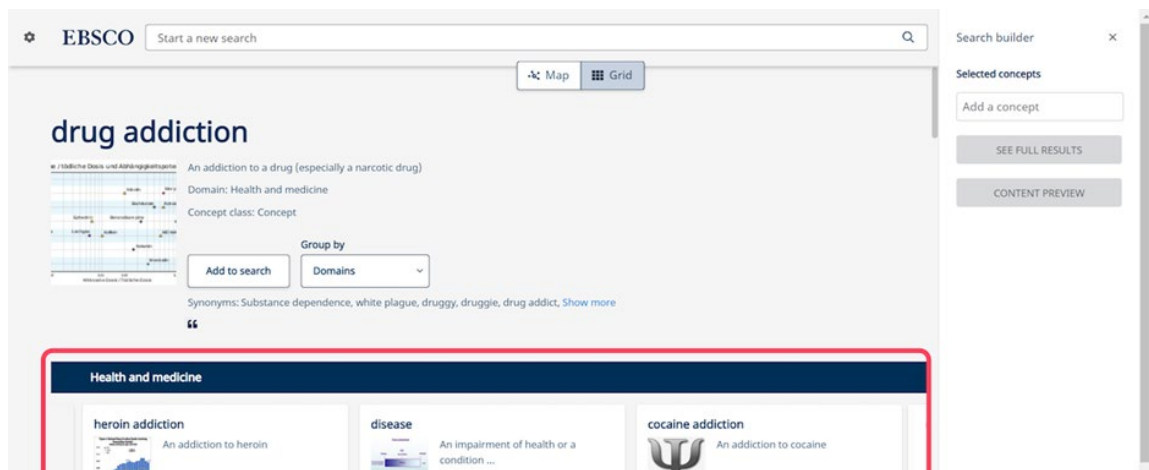 EBSCO
Start a new search
Map
Grid
drug addiction
An addiction to a drug (especially a narcotic drug)
Domain: Health and medicine
Concept class: Concept
Group by
Add to search
Domains
Synonyms: Substance dependence, white plague, druggy, druggie, drug addict, Show more
Health and medicine
heroin addiction
An addiction to heroin
disease
An impairment of health or a
condition ...
cocaine addiction
An addiction to cocaine
Search builder
Selected concepts
Add a concept
SEE FULL RESULTS
CONTENT PREVIEW